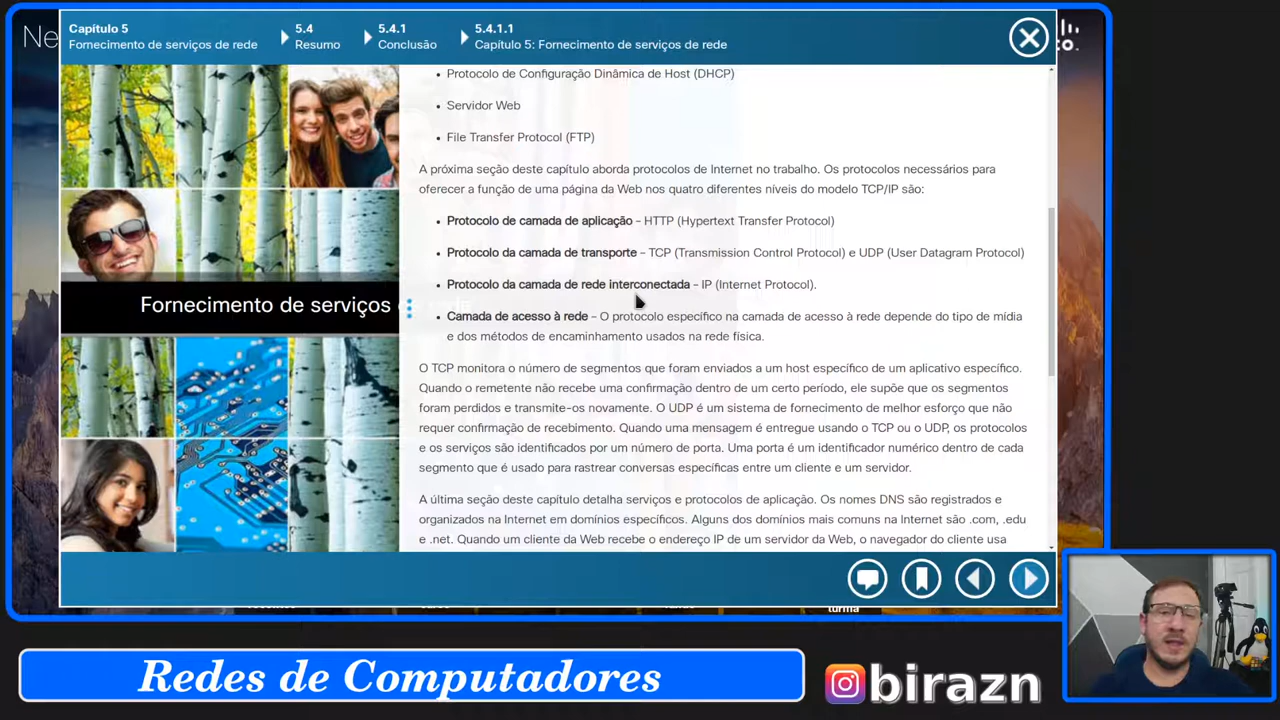 Ne
Capítulo 5
Fornecimento de serviços de rede
5.4
Resumo
5.4.1
Conclusão
5.4.1.1
Capítulo 5: Fornecimento de serviços de rede
o.
• Protocolo de Configuração Dinâmica de Host (DHCP)
• Servidor Web
• File Transfer Protocol (FTP)
A próxima seção deste capítulo aborda protocolos de Internet no trabalho. Os protocolos necessários para
oferecer a função de uma página da Web nos quatro diferentes níveis do modelo TCP/IP são:
• Protocolo de camada de aplicação - HTTP (Hypertext Transfer Protocol)
• Protocolo da camada de transporte - TCP (Transmission Control Protocol) e UDP (User Datagram Protocol)
• Protocolo da camada de rede interconectada - IP (Internet Protocol).
• Camada de acesso à rede - O protocolo específico na camada de acesso à rede depende do tipo de mídia
e dos métodos de encaminhamento usados na rede física.
O TCP monitora o número de segmentos que foram enviados a um host específico de um aplicativo específico.
Quando o remetente não recebe uma confirmação dentro de um certo período, ele supõe que os segmentos
foram perdidos e transmite-os novamente. O UDP é um sistema de fornecimento de melhor esforço que não
requer confirmação de recebimento. Quando uma mensagem é entregue usando o TCP ou o UDP, os protocolos
e os serviços são identificados por um número de porta. Uma porta é um identificador numérico dentro de cada
segmento que é usado para rastrear conversas específicas entre um cliente e um servidor.
A última seção deste capítulo detalha serviços e protocolos de aplicação. Os nomes DNS são registrados e
organizados na Internet em domínios específicos. Alguns dos domínios mais comuns na Internet são .com, .edu
e .net. Quando um cliente da Web recebe o endereço IP de um servidor da Web, o navegador do cliente usa
Fornecimento de serviços de rede
turma
Redes de Computadores
birazn